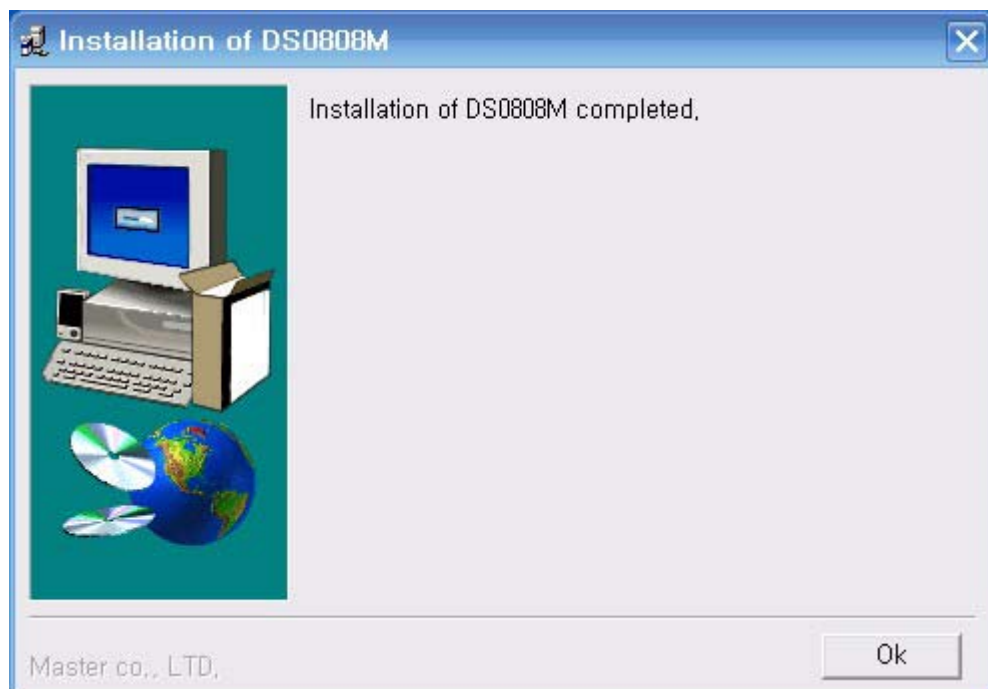 Installation of DS0808M
Installation of DS0808M completed,
Master co,, LTD,
Ok